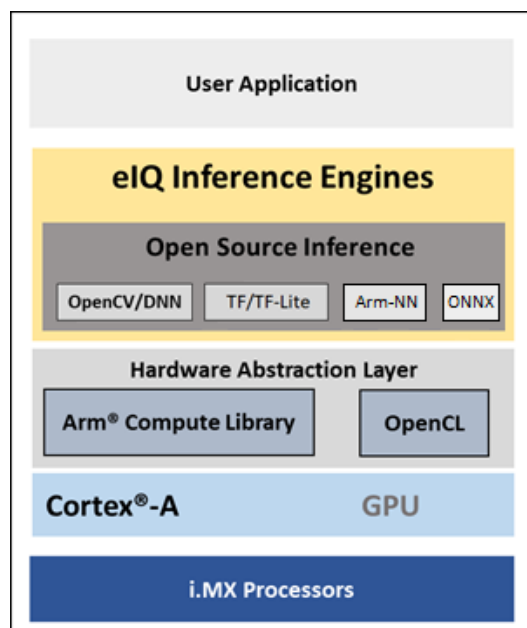 User Application
eIQ Inference Engines
Open Source Inference
OpenCV/DNN TF/TF-Lite Arm-NN ONNX
Hardware Abstraction Layer
Arm® Compute Library OpenCL
Cortex®-A GPU
i.MX Processors